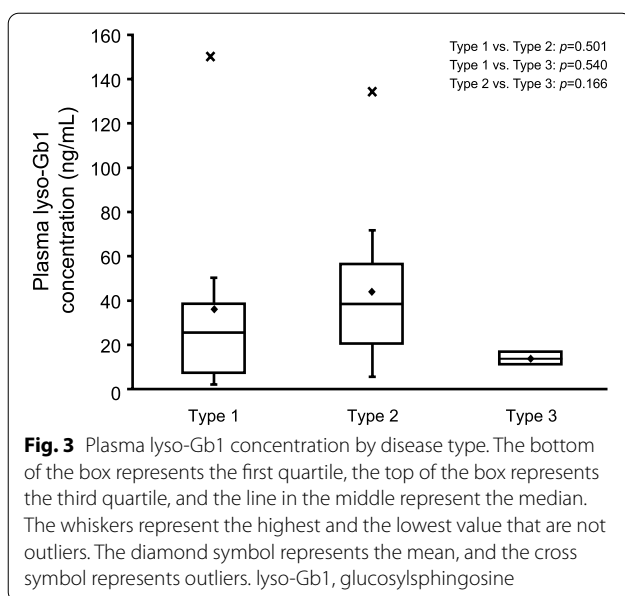 160
140
120
100
80
60
40
20
0
Plasma lyso-Gb1
concentration (ng/mL)
Type 1 vs. Type 2: p=0.501
Type 1 vs. Type 3: p=0.540
Type 2 vs. Type 3: p=0.166
Type 1 Type 2 Type 3
Fig. 3 Plasma lyso-Gb1 concentration by disease type. The bottom
of the box represents the first quartile, the top of the box represents
the third quartile, and the line in the middle represent the median.
The whiskers represent the highest and the lowest value that are not
outliers. The diamond symbol represents the mean, and the cross
symbol represents outliers. lyso-Gb1, glucosylsphingosine